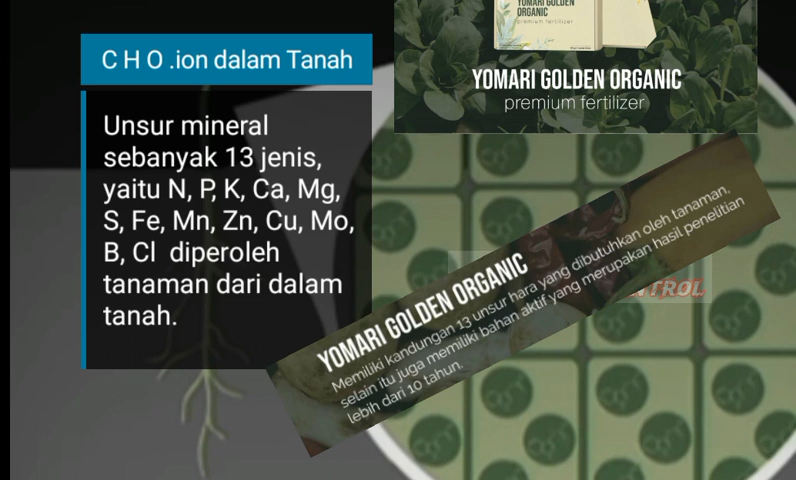 C H O .ion dalam Tanah
Unsur mineral
sebanyak 13 jenis,
yaitu N, P, K, Ca, Mg,
S, Fe, Mn, Zn, Cu, Mo,
B, Cl diperoleh
tanaman dari dalam
tanah.
YOMARI GOLDEN
ORGANIC
premium fertilizer
YOMARI GOLDEN ORGANIC
premium fertilizer
YOMARI GOLDEN ORGANIC
Memiliki kandungan 13 unsur hara yang dibutuhkan oleh tanaman,
selain itu juga memiliki bahan aktif yang merupakan hasil penelitian
lebih dari 10 tahun.